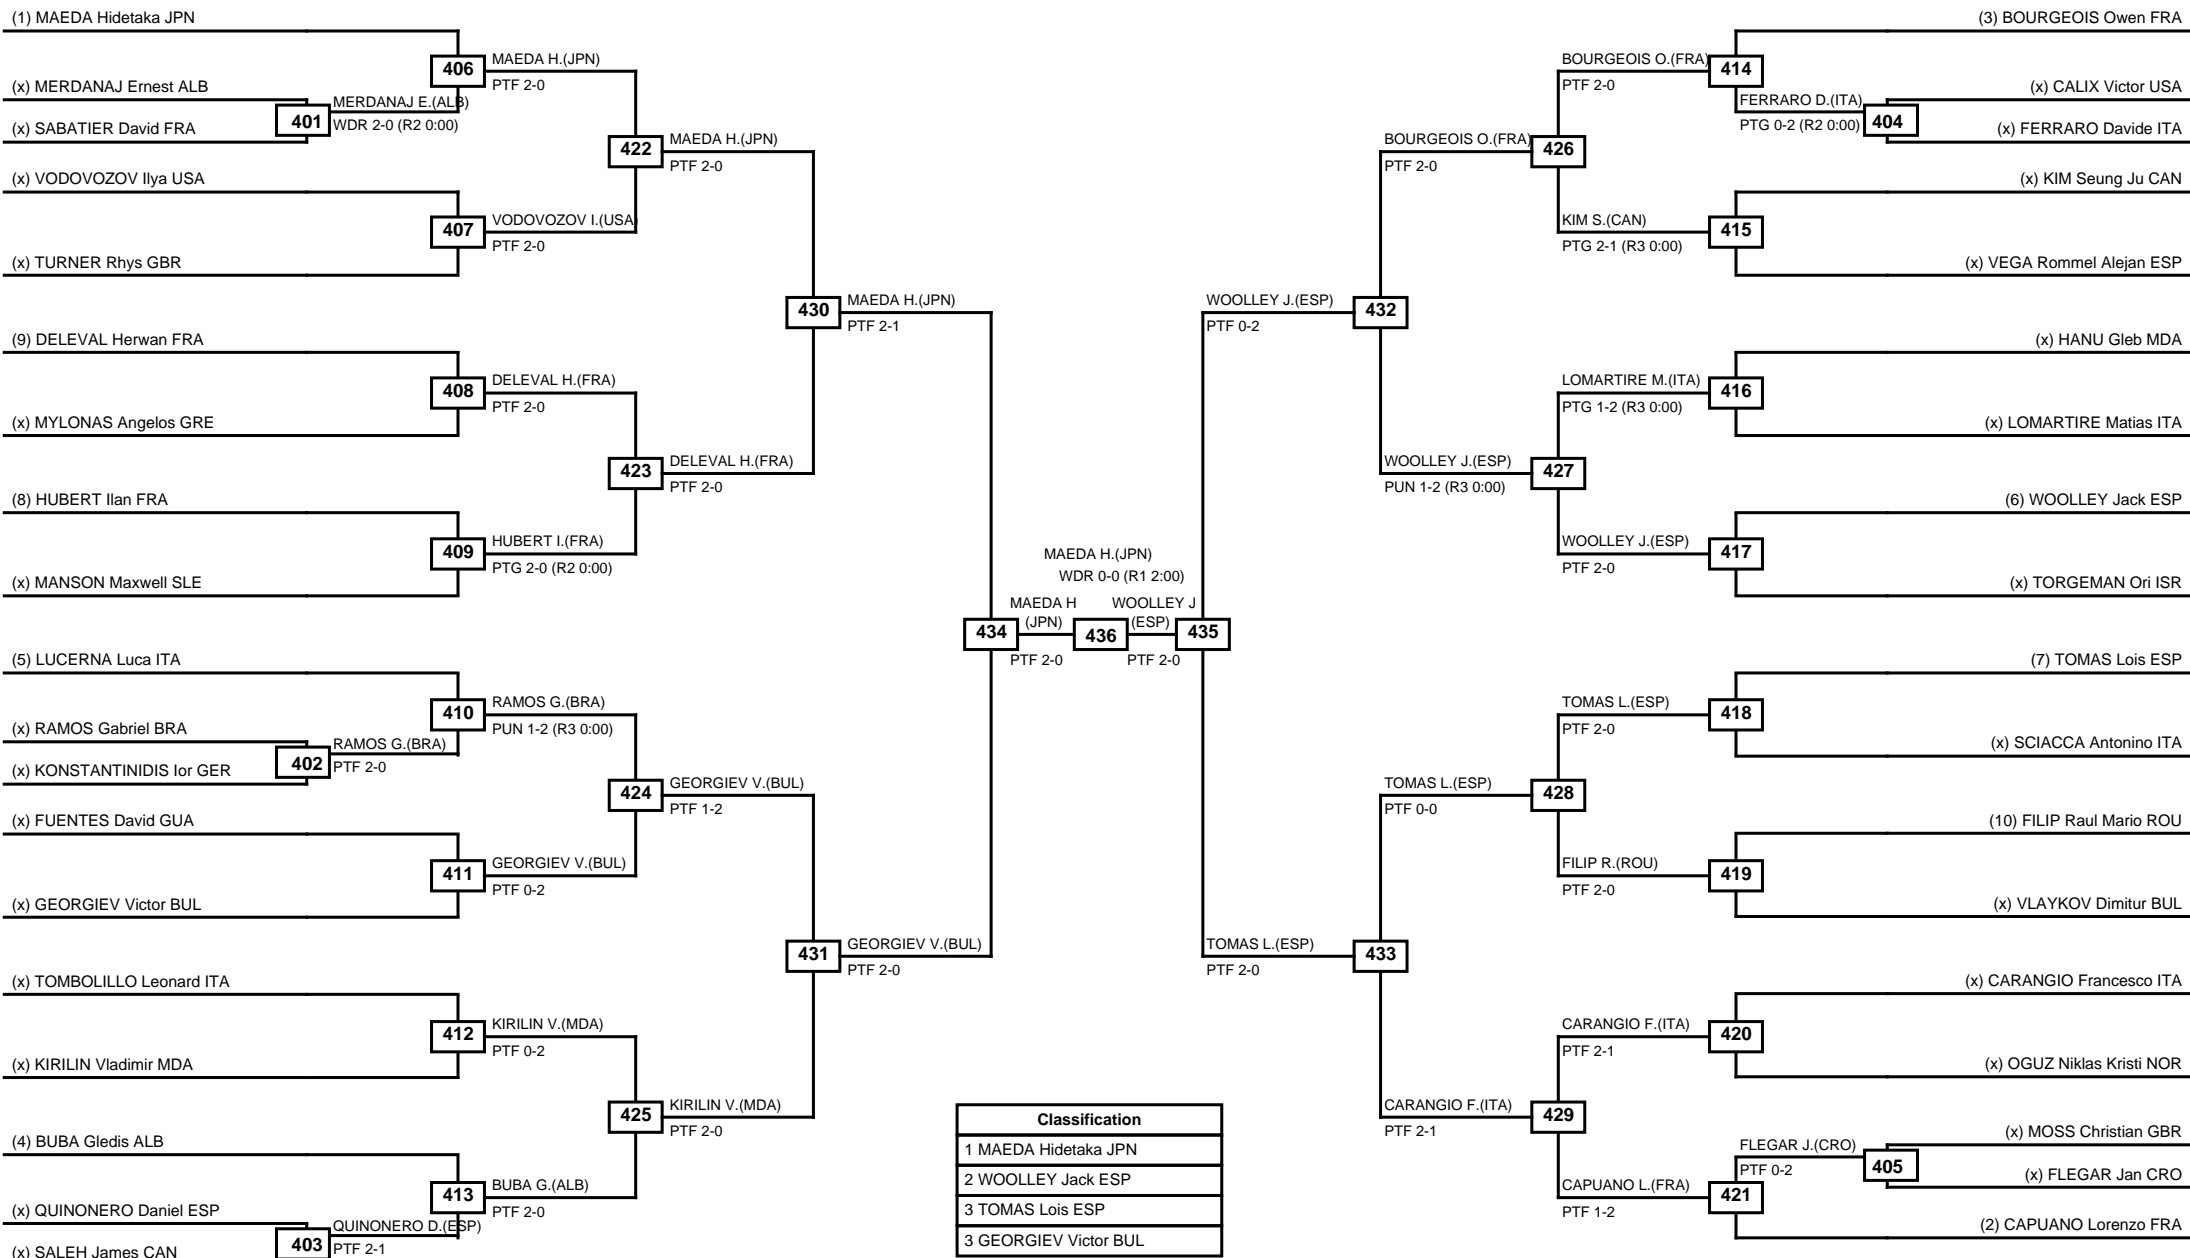 (1) MAEDA Hidetaka JPN
406
MAEDA H.(JPN)
PTF 2-0
(x) MERDANAJ Ernest ALB
401
MERDANAJ E.(ALB)
WDR 2-0 (R2 0:00)
(x) SABATIER David FRA
422
MAEDA H.(JPN)
PTF 2-0
(x) VODOVOZOV Ilya USA
407
VODOVOZOV I.(USA)
PTF 2-0
(x) TURNER Rhys GBR
430
MAEDA H.(JPN)
PTF 2-1
(9) DELEVAL Herwan FRA
408
DELEVAL H.(FRA)
PTF 2-0
(x) MYLONAS Angelos GRE
423
DELEVAL H.(FRA)
PTF 2-0
(8) HUBERT Ilan FRA
409
HUBERT I.(FRA)
PTG 2-0 (R2 0:00)
(x) MANSON Maxwell SLE
434
MAEDA H
(JPN)
PTF 2-0
MAEDA H.(JPN)
WDR 0-0 (R1 2:00)
436
WOOLLEY J
(ESP)
PTF 2-0
435
(5) LUCERNA Luca ITA
410
RAMOS G.(BRA)
PUN 1-2 (R3 0:00)
(x) RAMOS Gabriel BRA
402
RAMOS G.(BRA)
PTF 2-0
(x) KONSTANTINIDIS Ior GER
424
GEORGIEV V.(BUL)
PTF 1-2
(x) FUENTES David GUA
411
GEORGIEV V.(BUL)
PTF 0-2
(x) GEORGIEV Victor BUL
431
GEORGIEV V.(BUL)
PTF 2-0
(x) TOMBOLILLO Leonard ITA
412
KIRILIN V.(MDA)
PTF 0-2
(x) KIRILIN Vladimir MDA
425
KIRILIN V.(MDA)
PTF 2-0
(4) BUBA Gledis ALB
413
BUBA G.(ALB)
PTF 2-0
(x) QUINONERO Daniel ESP
403
QUINONERO D.(ESP)
PTF 2-1
(x) SALEH James CAN
(3) BOURGEOIS Owen FRA
BOURGEOIS O.(FRA)
414
PTF 2-0
(x) CALIX Victor USA
FERRARO D.(ITA)
404
PTG 0-2 (R2 0:00)
(x) FERRARO Davide ITA
BOURGEOIS O.(FRA)
426
PTF 2-0
(x) KIM Seung Ju CAN
KIM S.(CAN)
415
PTG 2-1 (R3 0:00)
(x) VEGA Rommel Alejan ESP
WOOLLEY J.(ESP)
432
PTF 0-2
(x) HANU Gleb MDA
LOMARTIRE M.(ITA)
416
PTG 1-2 (R3 0:00)
(x) LOMARTIRE Matias ITA
WOOLLEY J.(ESP)
427
PUN 1-2 (R3 0:00)
(6) WOOLLEY Jack ESP
WOOLLEY J.(ESP)
417
PTF 2-0
(x) TORGEMAN Ori ISR
(7) TOMAS Lois ESP
TOMAS L.(ESP)
418
PTF 2-0
(x) SCIACCA Antonino ITA
TOMAS L.(ESP)
428
PTF 0-0
(10) FILIP Raul Mario ROU
FILIP R.(ROU)
419
PTF 2-0
(x) VLAYKOV Dimitur BUL
TOMAS L.(ESP)
433
PTF 2-0
(x) CARANGIO Francesco ITA
CARANGIO F.(ITA)
420
PTF 2-1
(x) OGUZ Niklas Kristi NOR
CARANGIO F.(ITA)
429
PTF 2-1
(x) MOSS Christian GBR
FLEGAR J.(CRO)
405
PTF 0-2
(x) FLEGAR Jan CRO
CAPUANO L.(FRA)
421
PTF 1-2
(2) CAPUANO Lorenzo FRA
Classification
1 MAEDA Hidetaka JPN
2 WOOLLEY Jack ESP
3 TOMAS Lois ESP
3 GEORGIEV Victor BUL